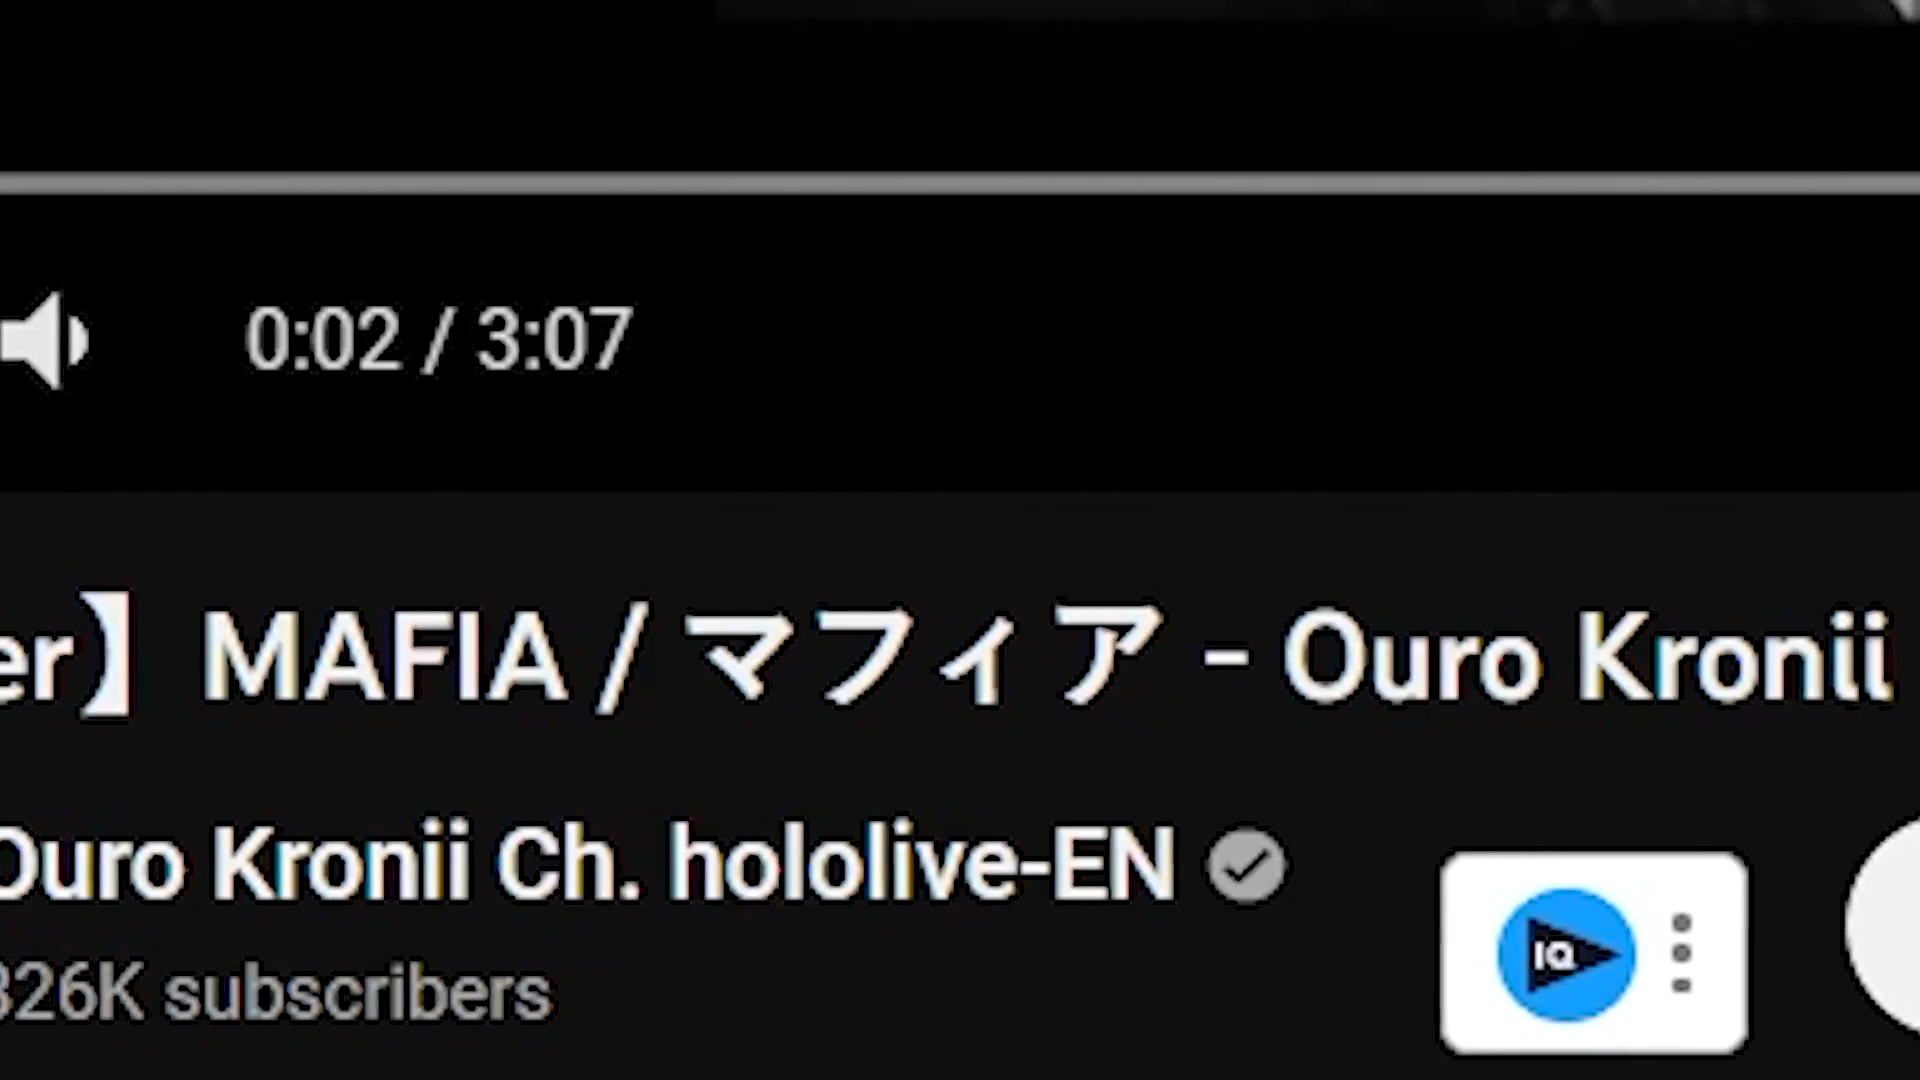 0:02 / 3:07
er】MAFIA / マフィア - Ouro Kronii
Ouro Kronii Ch. hololive-EN
826K subscribers
IQ